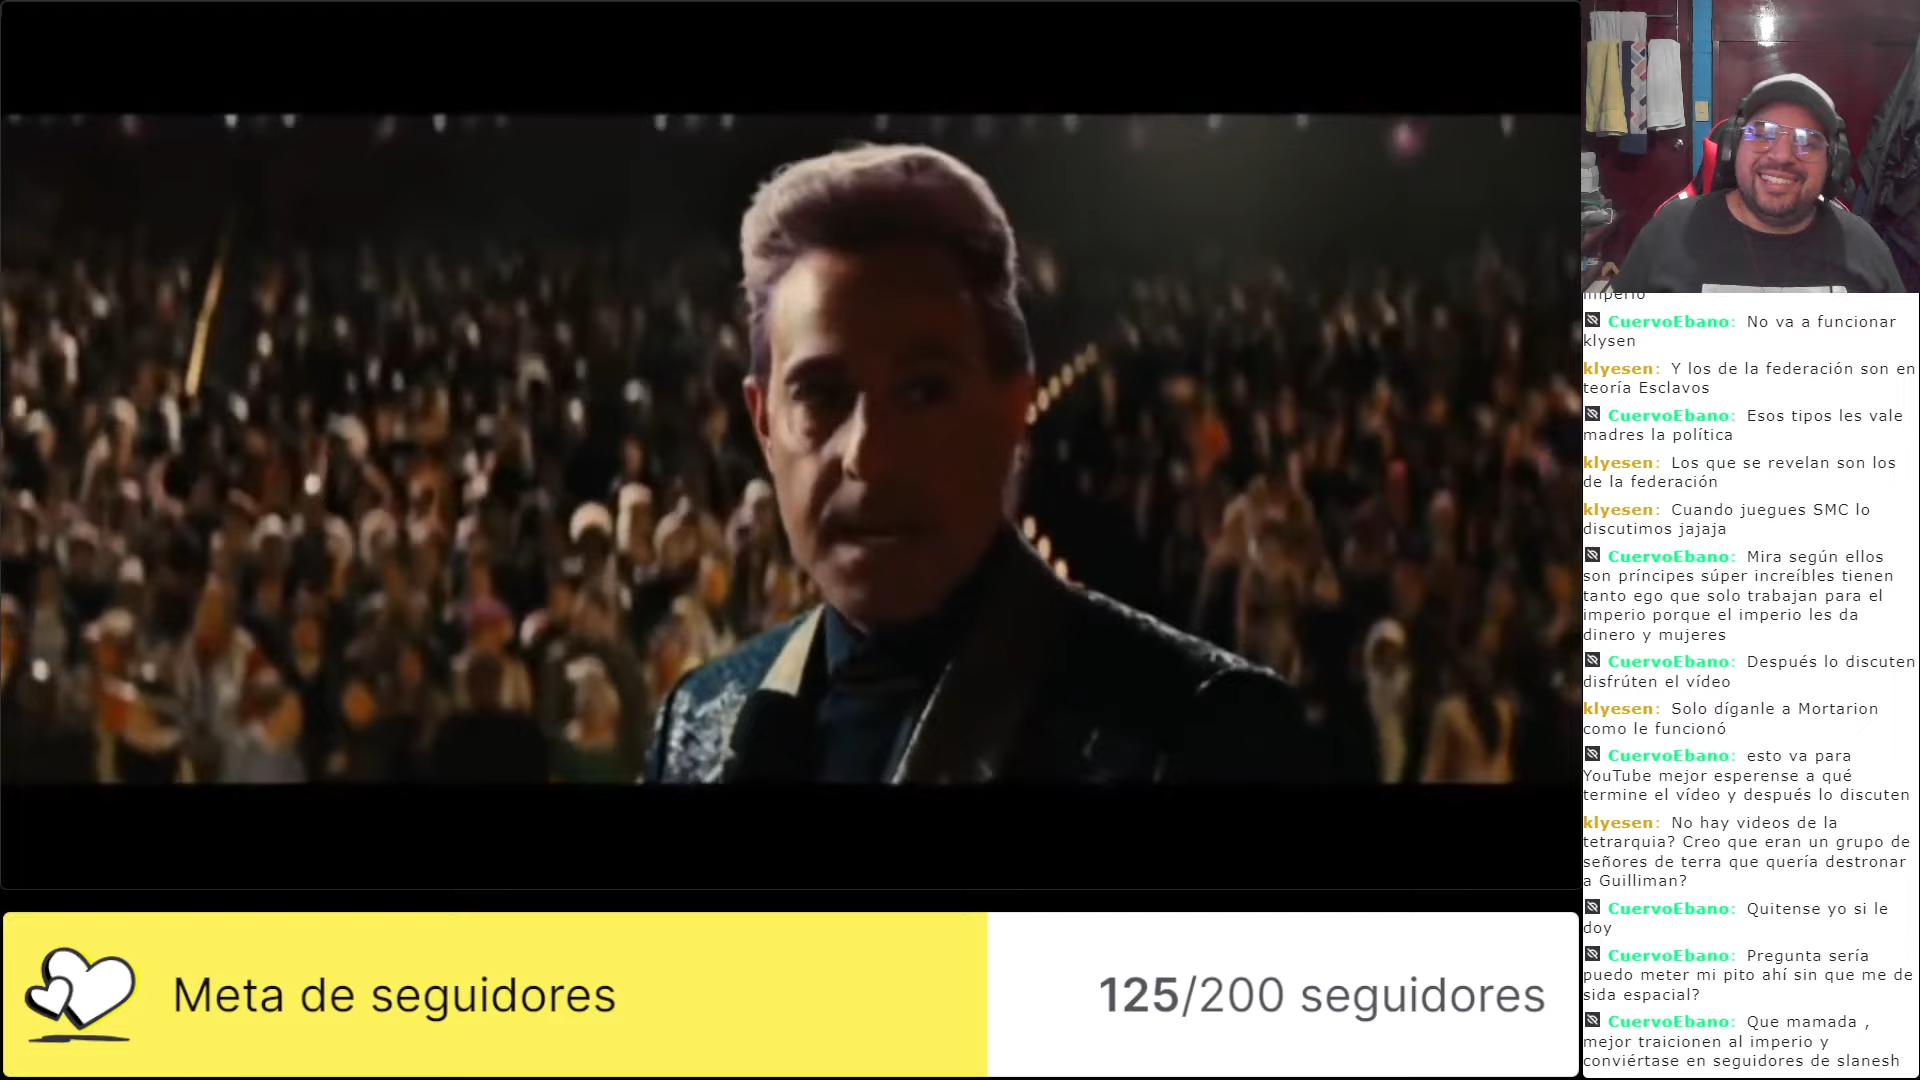 imperio
CuervoEbano: No va a funcionar
klysen
klyesen: Y los de la federación son en
teoría Esclavos
CuervoEbano: Esos tipos les vale
madres la política
klyesen: Los que se revelan son los
de la federación
klyesen: Cuando juegues SMC lo
discutimos jajaja
CuervoEbano: Mira según ellos
son príncipes súper increíbles tienen
tanto ego que solo trabajan para el
imperio porque el imperio les da
dinero y mujeres
CuervoEbano: Después lo discuten
disfrúten el vídeo
klyesen: Solo díganle a Mortarion
como le funcionó
CuervoEbano: esto va para
YouTube mejor esperense a qué
termine el vídeo y después lo discuten
klyesen: No hay videos de la
tetrarquia? Creo que eran un grupo de
señores de terra que quería destronar
a Guilliman?
CuervoEbano: Quitense yo si le
doy
CuervoEbano: Pregunta sería
puedo meter mi pito ahí sin que me de
sida espacial?
CuervoEbano: Que mamada ,
mejor traicionen al imperio y
conviértase en seguidores de slanesh
Meta de seguidores
125/200 seguidores